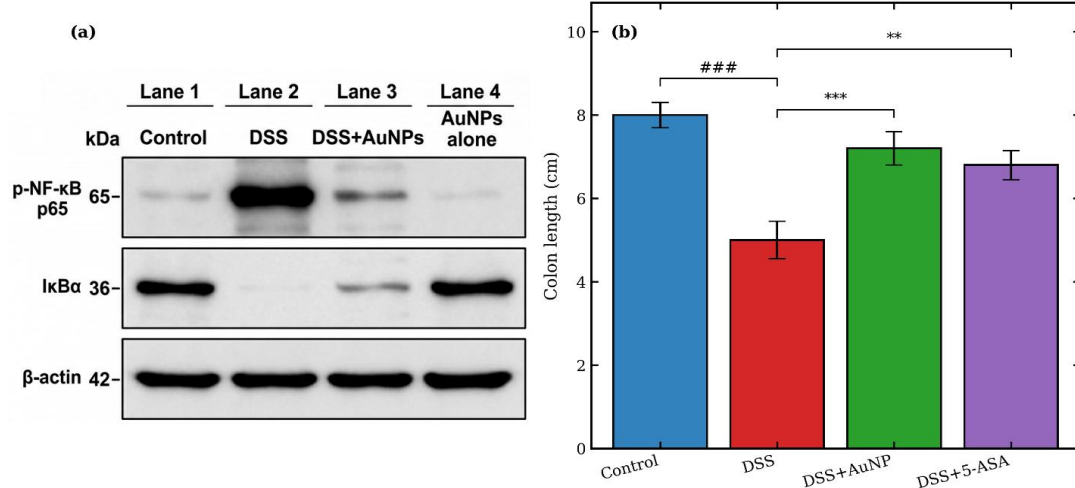 (a)
Lane 1 Lane 2 Lane 3 Lane 4
kDa Control DSS DSS+AuNPs AuNPs alone
p-NF-κB p65 65–
IκBα 36–
β-actin 42–
(b)
10
8
6
4
2
0
Colon length (cm)
###
**
***
Control DSS DSS+AuNP DSS+5-ASA